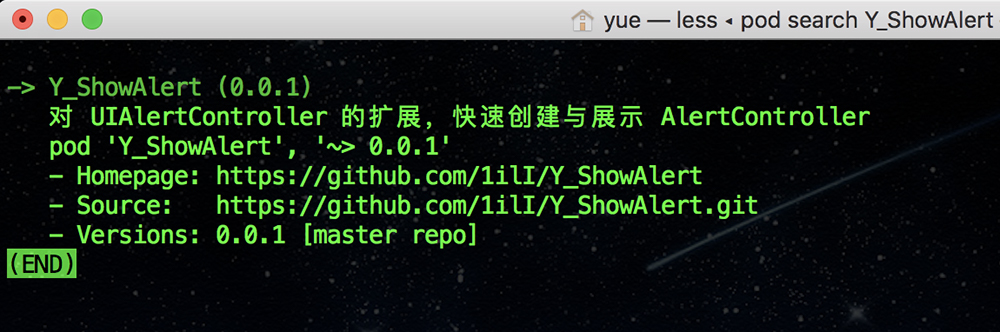 yue — less ◂ pod search Y_ShowAlert
-> Y_ShowAlert (0.0.1)
对 UIAlertController 的扩展，快速创建与展示 AlertController
pod 'Y_ShowAlert', '~> 0.0.1'
- Homepage: https://github.com/1ilI/Y_ShowAlert
- Source:   https://github.com/1ilI/Y_ShowAlert.git
- Versions: 0.0.1 [master repo]
(END)